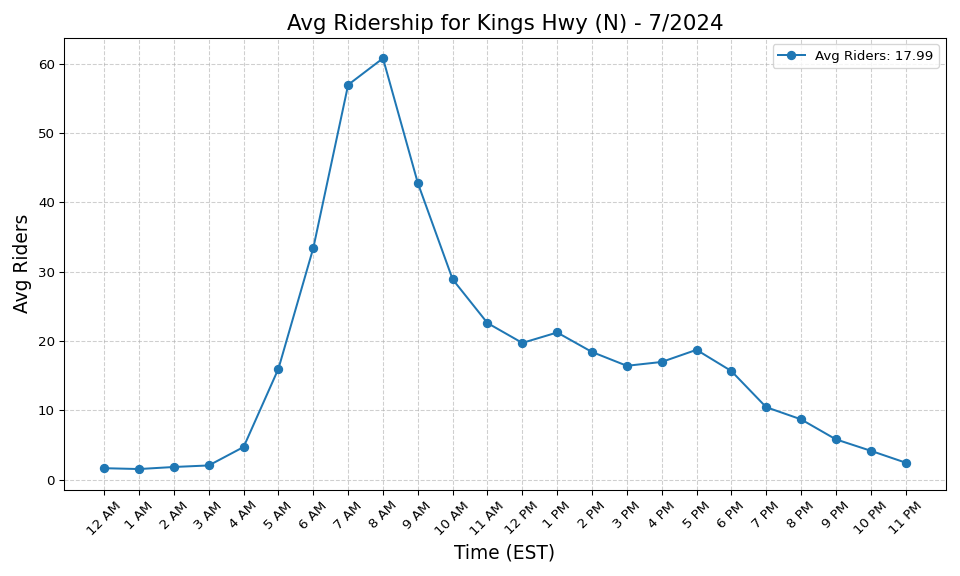 Avg Ridership for Kings Hwy (N) - 7/2024
Avg Riders: 17.99
Avg Riders
60
50
40
30
20
10
0
12 AM
1 AM
2 AM
3 AM
4 AM
5 AM
6 AM
7 AM
8 AM
9 AM
10 AM
11 AM
12 PM
1 PM
2 PM
3 PM
4 PM
5 PM
6 PM
7 PM
8 PM
9 PM
10 PM
11 PM
Time (EST)